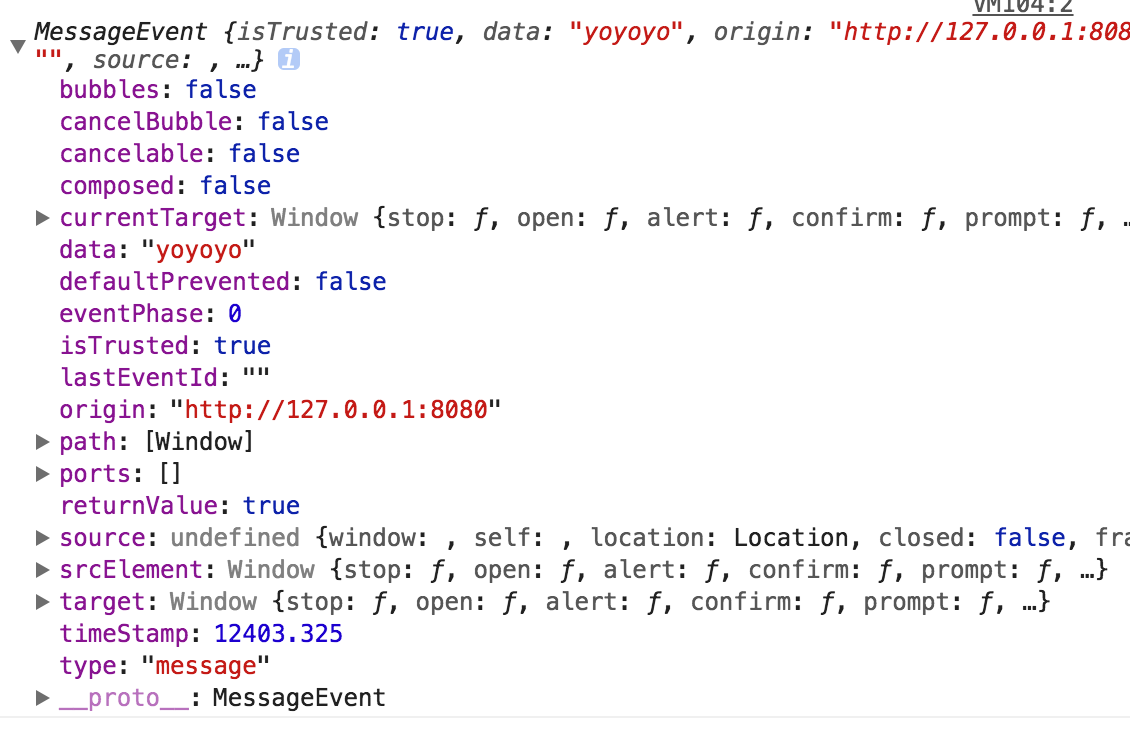 VM104:2
MessageEvent {isTrusted: true, data: "yoyoyo", origin: "http://127.0.0.1:808
"", source: , …} i
bubbles: false
cancelBubble: false
cancelable: false
composed: false
currentTarget: Window {stop: ƒ, open: ƒ, alert: ƒ, confirm: ƒ, prompt: ƒ, …
data: "yoyoyo"
defaultPrevented: false
eventPhase: 0
isTrusted: true
lastEventId: ""
origin: "http://127.0.0.1:8080"
path: [Window]
ports: []
returnValue: true
source: undefined {window: , self: , location: Location, closed: false, fra
srcElement: Window {stop: ƒ, open: ƒ, alert: ƒ, confirm: ƒ, prompt: ƒ, …}
target: Window {stop: ƒ, open: ƒ, alert: ƒ, confirm: ƒ, prompt: ƒ, …}
timeStamp: 12403.325
type: "message"
__proto__: MessageEvent